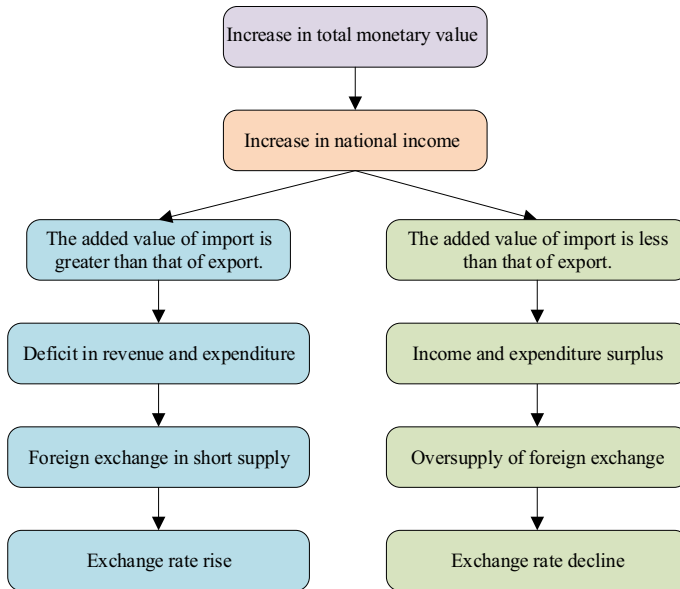 Increase in total monetary value
Increase in national income
The added value of import is
greater than that of export.
The added value of import is less
than that of export.
Deficit in revenue and expenditure
Income and expenditure surplus
Foreign exchange in short supply
Oversupply of foreign exchange
Exchange rate rise
Exchange rate decline